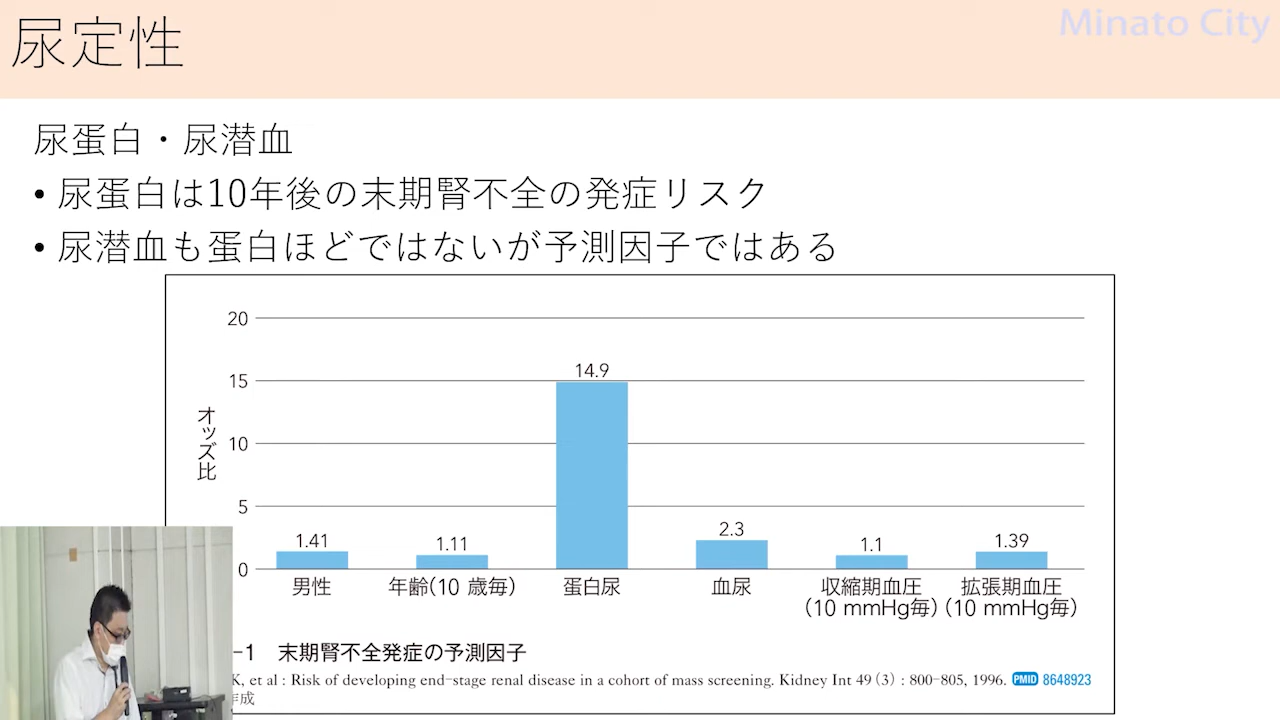 尿定性
Minato City
尿蛋白・尿潜血
• 尿蛋白は10年後の末期腎不全の発症リスク
• 尿潜血も蛋白ほどではないが予測因子ではある
オッズ比
20
15
10
5
0
1.41
1.11
14.9
2.3
1.1
1.39
男性
年齢(10 歳毎)
蛋白尿
血尿
収縮期血圧
(10 mmHg毎)
拡張期血圧
(10 mmHg毎)
-1 末期腎不全発症の予測因子
K, et al : Risk of developing end-stage renal disease in a cohort of mass screening. Kidney Int 49 (3) : 800-805, 1996. PMID 8648923
作成